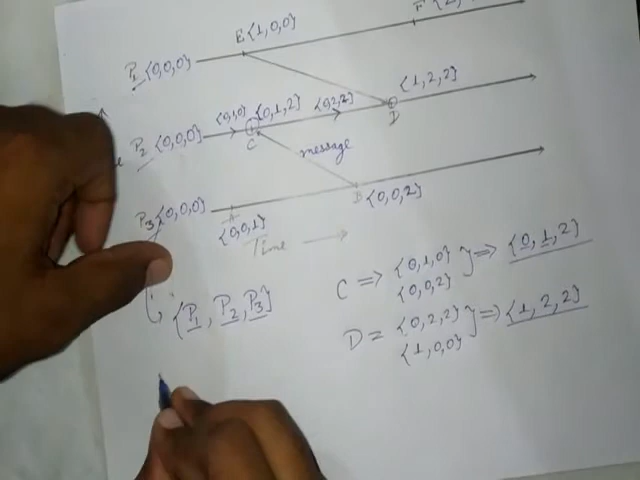 E {1,0,0}
P1 {0,0,0}
{1,2,2}
{0,1,0} {0,1,2} {0,2,2}
P2 {0,0,0}
C
D
message
P3 {0,0,0}
A
B {0,0,2}
{0,0,1}
Time
C => {0,1,0} } => {0,1,2}
{0,0,2}
{P1, P2, P3}
D = {0,2,2} } => {1,2,2}
{1,0,0}